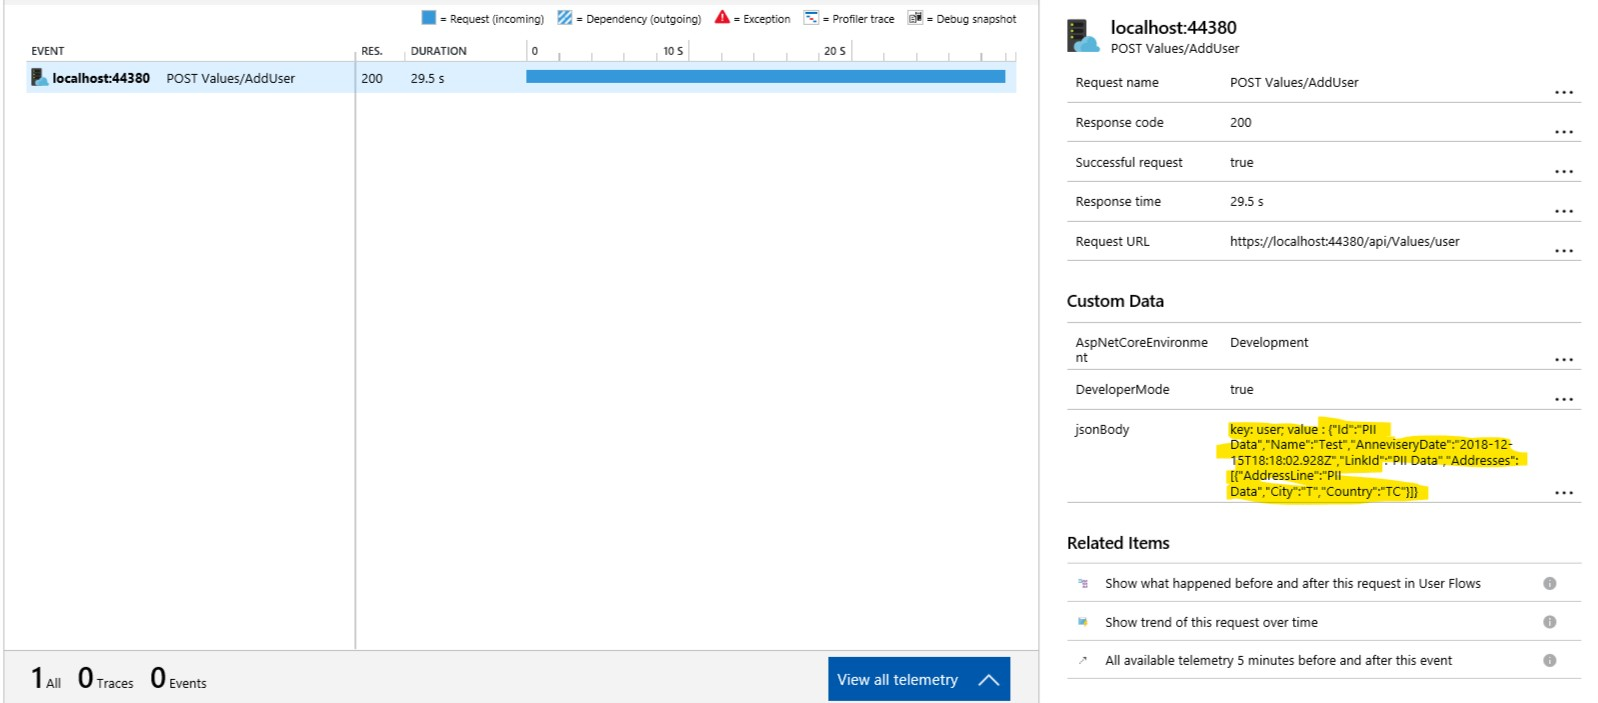 = Request (incoming) = Dependency (outgoing) = Exception = Profiler trace = Debug snapshot
EVENT RES. DURATION 0 10 S 20 S
localhost:44380 POST Values/AddUser 200 29.5 s
1 All 0 Traces 0 Events
View all telemetry
localhost:44380
POST Values/AddUser
Request name POST Values/AddUser ...
Response code 200 ...
Successful request true ...
Response time 29.5 s ...
Request URL https://localhost:44380/api/Values/user ...
Custom Data
AspNetCoreEnvironme Development
nt ...
DeveloperMode true ...
jsonBody key: user; value : {"Id":"PII
Data","Name":"Test","AnneviseryDate":"2018-12-
15T18:18:02.928Z","LinkId":"PII Data","Addresses":
[{"AddressLine":"PII
Data","City":"T","Country":"TC"}]} ...
Related Items
Show what happened before and after this request in User Flows
Show trend of this request over time
All available telemetry 5 minutes before and after this event